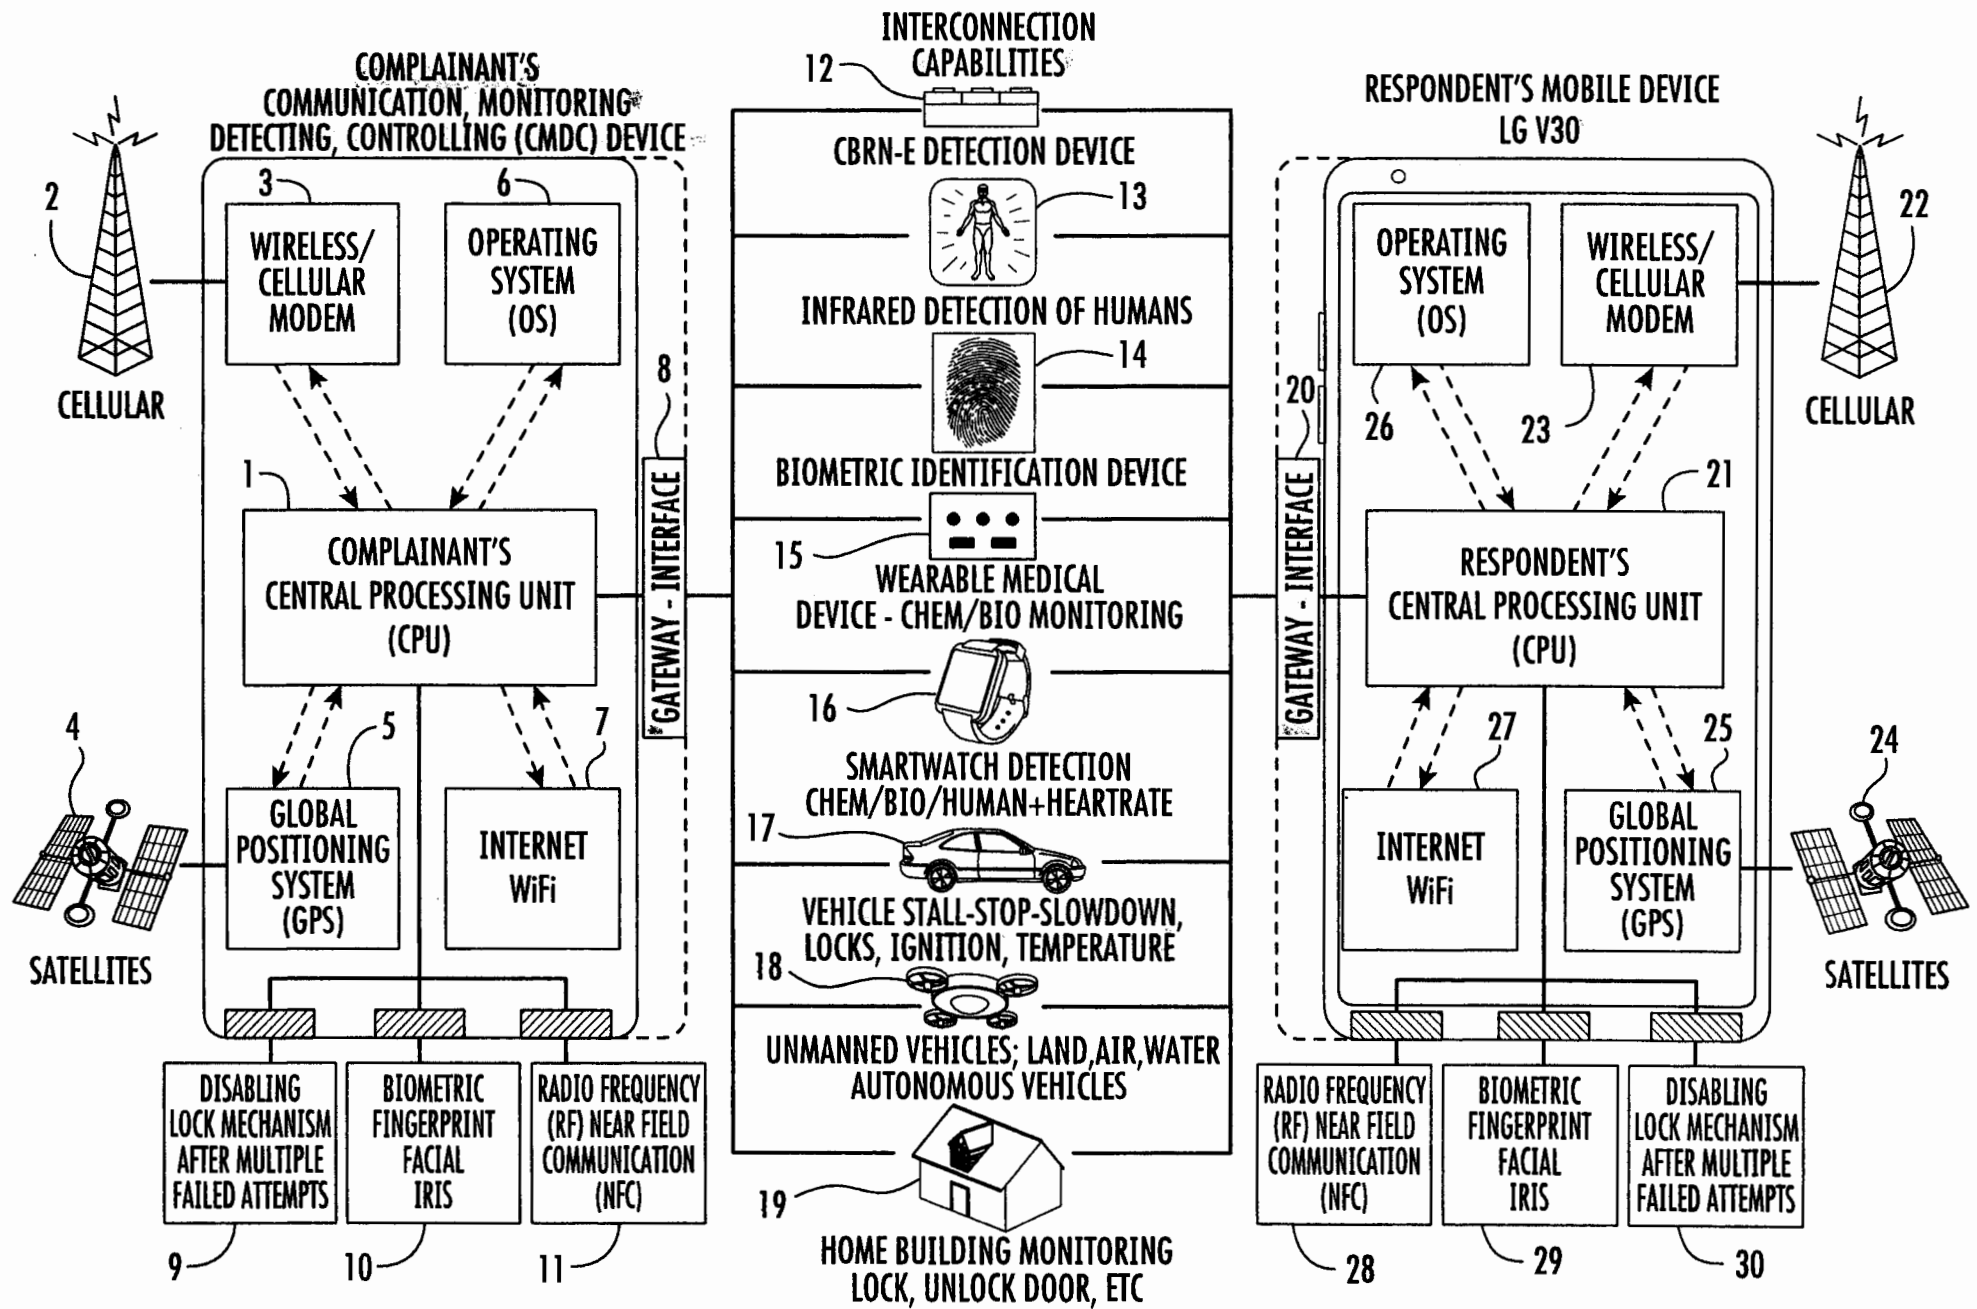 COMPLAINANT'S
COMMUNICATION, MONITORING
DETECTING, CONTROLLING (CMDC) DEVICE
2
CELLULAR
3
WIRELESS/
CELLULAR
MODEM
6
OPERATING
SYSTEM
(OS)
8
GATEWAY - INTERFACE
1
COMPLAINANT'S
CENTRAL PROCESSING UNIT
(CPU)
4
SATELLITES
5
GLOBAL
POSITIONING
SYSTEM
(GPS)
7
INTERNET
WiFi
DISABLING
LOCK MECHANISM
AFTER MULTIPLE
FAILED ATTEMPTS
9
BIOMETRIC
FINGERPRINT
FACIAL
IRIS
10
RADIO FREQUENCY
(RF) NEAR FIELD
COMMUNICATION
(NFC)
11
INTERCONNECTION
CAPABILITIES
12
CBRN-E DETECTION DEVICE
13
INFRARED DETECTION OF HUMANS
14
BIOMETRIC IDENTIFICATION DEVICE
15
WEARABLE MEDICAL
DEVICE - CHEM/BIO MONITORING
16
SMARTWATCH DETECTION
CHEM/BIO/HUMAN+HEARTRATE
17
VEHICLE STALL-STOP-SLOWDOWN,
LOCKS, IGNITION, TEMPERATURE
18
UNMANNED VEHICLES; LAND,AIR,WATER
AUTONOMOUS VEHICLES
19
HOME BUILDING MONITORING
LOCK, UNLOCK DOOR, ETC
RESPONDENT'S MOBILE DEVICE
LG V30
20
GATEWAY - INTERFACE
OPERATING
SYSTEM
(OS)
26
WIRELESS/
CELLULAR
MODEM
23
22
CELLULAR
21
RESPONDENT'S
CENTRAL PROCESSING UNIT
(CPU)
27
INTERNET
WiFi
25
GLOBAL
POSITIONING
SYSTEM
(GPS)
24
SATELLITES
RADIO FREQUENCY
(RF) NEAR FIELD
COMMUNICATION
(NFC)
28
BIOMETRIC
FINGERPRINT
FACIAL
IRIS
29
DISABLING
LOCK MECHANISM
AFTER MULTIPLE
FAILED ATTEMPTS
30